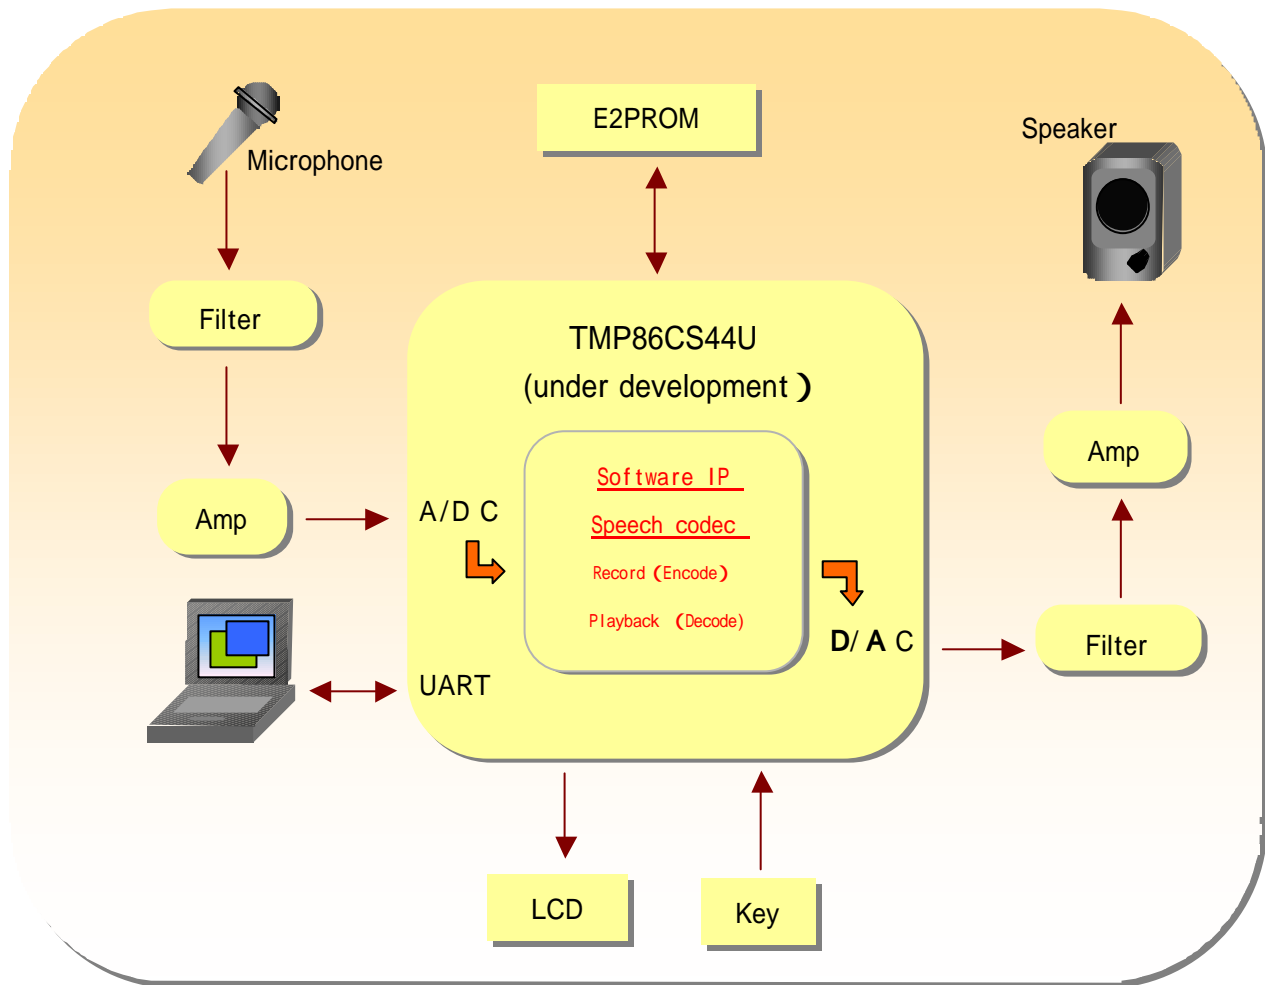 E2PROM
Speaker
Microphone
Filter
TMP86CS44U
(under development)
Amp
Software IP
Speech codec
Record (Encode)
Playback (Decode)
A/D C
Amp
D/A C
Filter
UART
LCD
Key